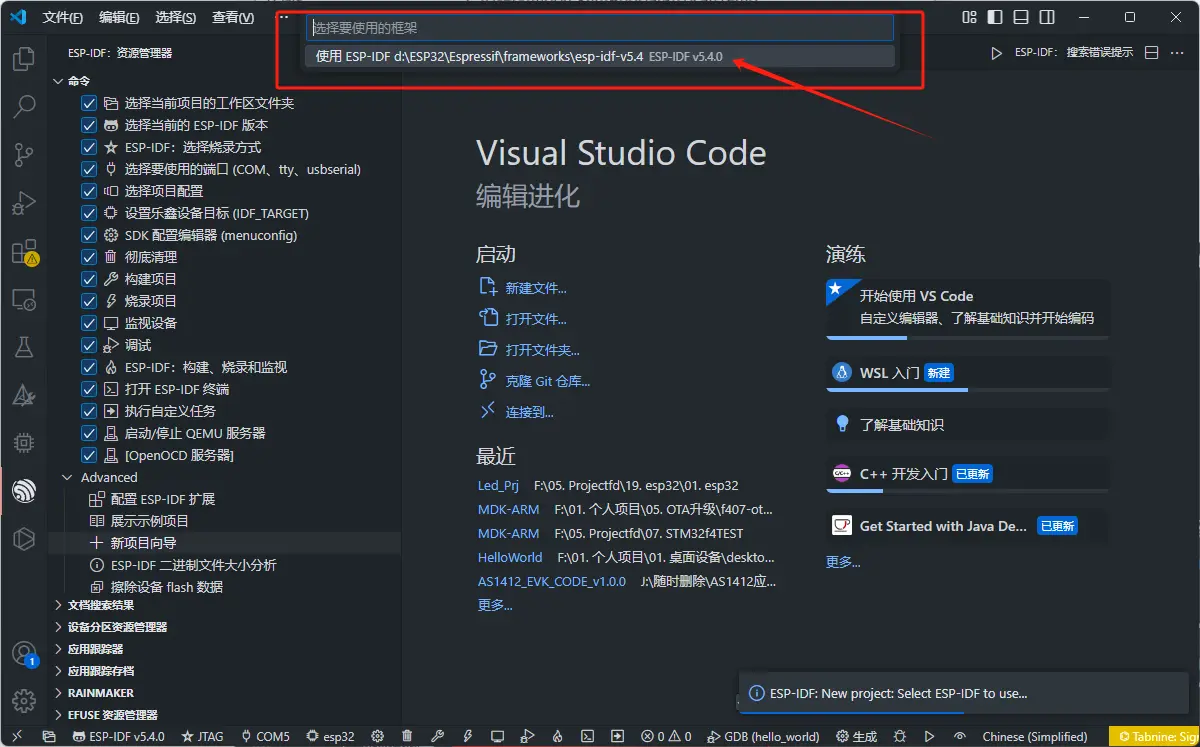 文件(F) 编辑(E) 选择(S) 查看(V) ···
选择要使用的框架
使用 ESP-IDF d:\ESP32\Espressif\frameworks\esp-idf-v5.4 ESP-IDF v5.4.0
ESP-IDF：资源管理器
ESP-IDF： 搜索错误提示
命令
选择当前项目的工作区文件夹
选择当前的 ESP-IDF 版本
ESP-IDF：选择烧录方式
选择要使用的端口 (COM、tty、usbserial)
选择项目配置
设置乐鑫设备目标 (IDF_TARGET)
SDK 配置编辑器 (menuconfig)
彻底清理
构建项目
烧录项目
监视设备
调试
ESP-IDF：构建、烧录和监视
打开 ESP-IDF 终端
执行自定义任务
启动/停止 QEMU 服务器
[OpenOCD 服务器]
Advanced
配置 ESP-IDF 扩展
展示示例项目
新项目向导
ESP-IDF 二进制文件大小分析
擦除设备 flash 数据
文档搜索结果
设备分区资源管理器
应用跟踪器
应用跟踪存档
RAINMAKER
EFUSE 资源管理器
1
Visual Studio Code
编辑进化
启动
新建文件...
打开文件...
打开文件夹...
克隆 Git 仓库...
连接到...
最近
Led_Prj F:\05. Projectfd\19. esp32\01. esp32
MDK-ARM F:\01. 个人项目\05. OTA升级\f407-ot...
MDK-ARM F:\05. Projectfd\07. STM32f4TEST
HelloWorld F:\01. 个人项目\01. 桌面设备\deskto...
AS1412_EVK_CODE_v1.0.0 J:\随时删除\AS1412应...
更多...
演练
开始使用 VS Code
自定义编辑器、了解基础知识并开始编码
WSL 入门 新建
了解基础知识
C/C++
C++ 开发入门 已更新
Get Started with Java De... 已更新
更多...
ESP-IDF: New project: Select ESP-IDF to use...
ESP-IDF v5.4.0 JTAG COM5 esp32 0 0 GDB (hello_world) 生成 Chinese (Simplified) Tabnine: Sig